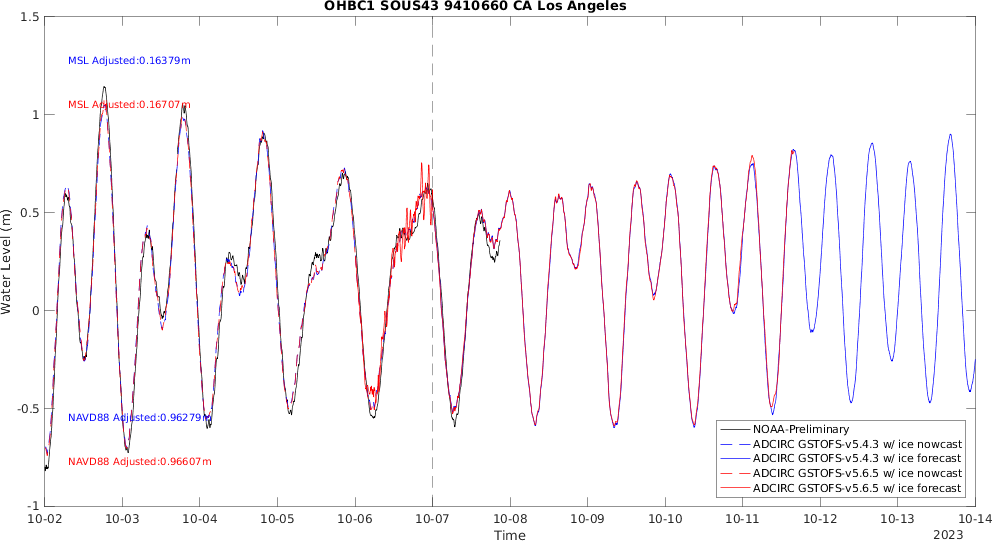 OHBC1 SOUS43 9410660 CA Los Angeles
1.5
MSL Adjusted:0.16379m
MSL Adjusted:0.16707m
1
0.5
Water Level (m)
0
-0.5
NAVD88 Adjusted:0.96279m
NAVD88 Adjusted:0.96607m
-1
NOAA-Preliminary
ADCIRC GSTOFS-v5.4.3 w/ ice nowcast
ADCIRC GSTOFS-v5.4.3 w/ ice forecast
ADCIRC GSTOFS-v5.6.5 w/ ice nowcast
ADCIRC GSTOFS-v5.6.5 w/ ice forecast
10-02 10-03 10-04 10-05 10-06 10-07 10-08 10-09 10-10 10-11 10-12 10-13 10-14
Time
2023